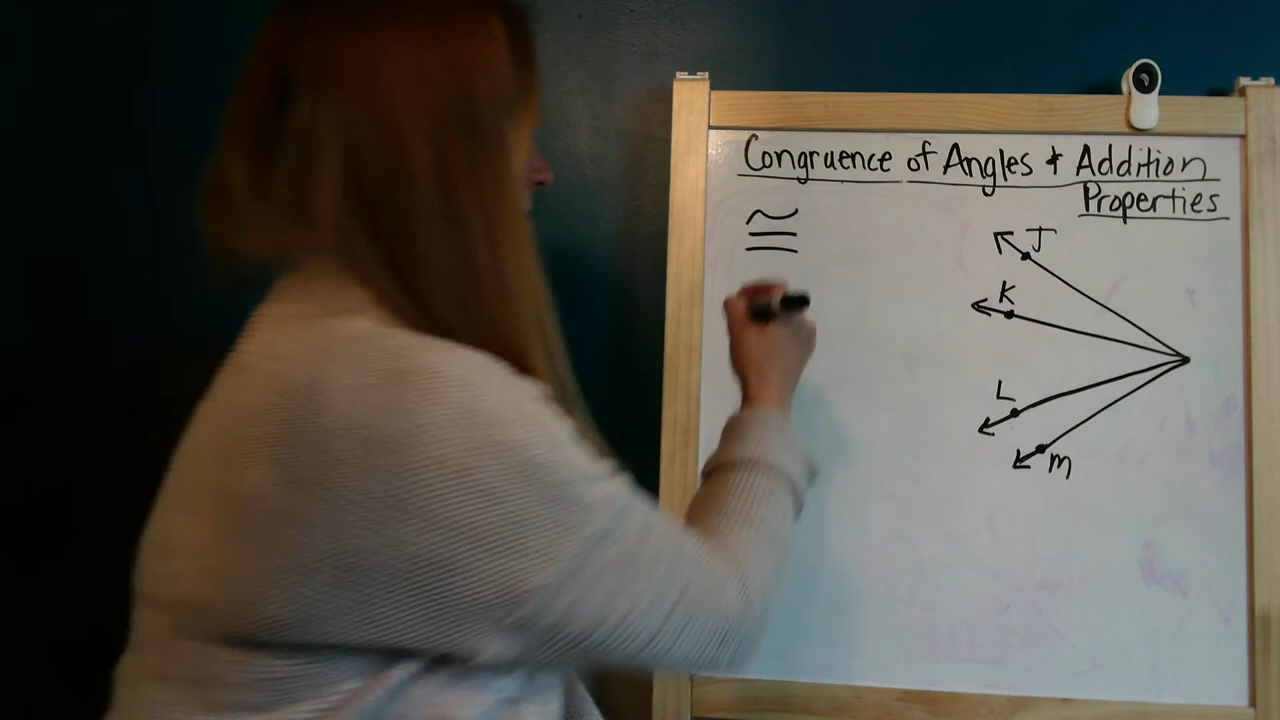 Congruence of Angles & Addition
Properties
≅
J
K
L
m